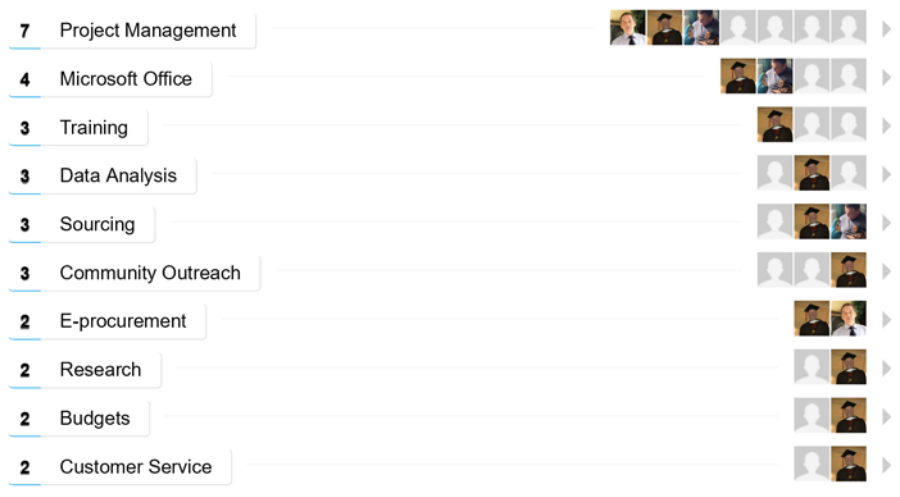 7 Project Management
4 Microsoft Office
3 Training
3 Data Analysis
3 Sourcing
3 Community Outreach
2 E-procurement
2 Research
2 Budgets
2 Customer Service